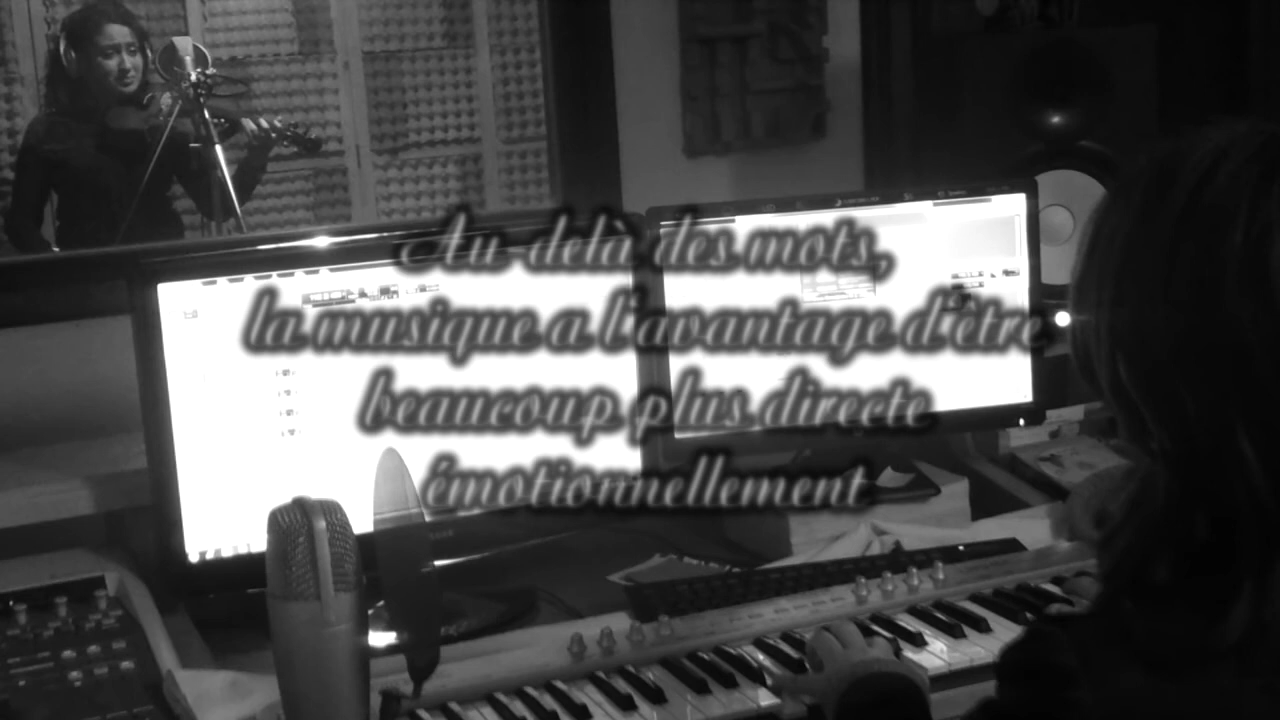 Au-delà des mots,
la musique a l'avantage d'être
beaucoup plus directe
émotionnellement